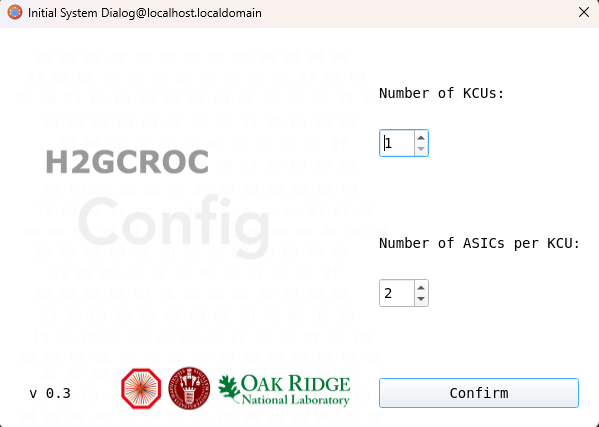 Initial System Dialog@localhost.localdomain
Number of KCUs:
1
H2GCROC
Config
Number of ASICs per KCU:
2
v 0.3
OAK RIDGE
National Laboratory
Confirm